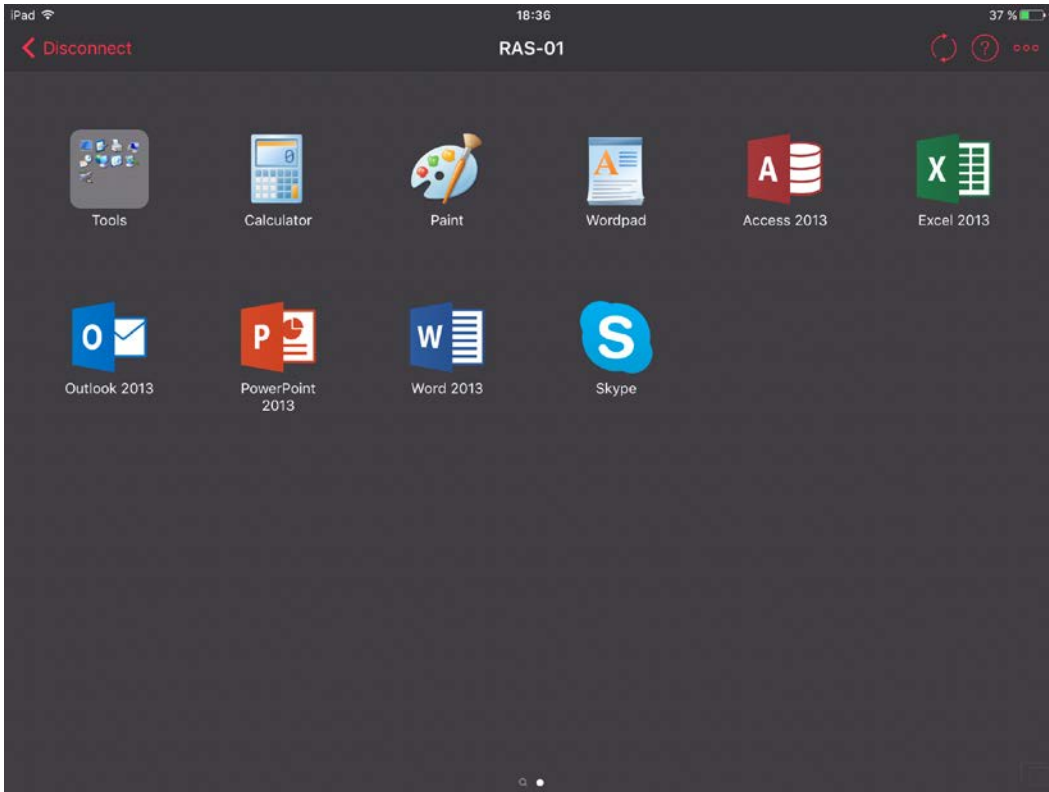 iPad 18:36 37 %
Disconnect RAS-01 ?
Tools Calculator Paint Wordpad Access 2013 Excel 2013
Outlook 2013 PowerPoint Word 2013 Skype
2013